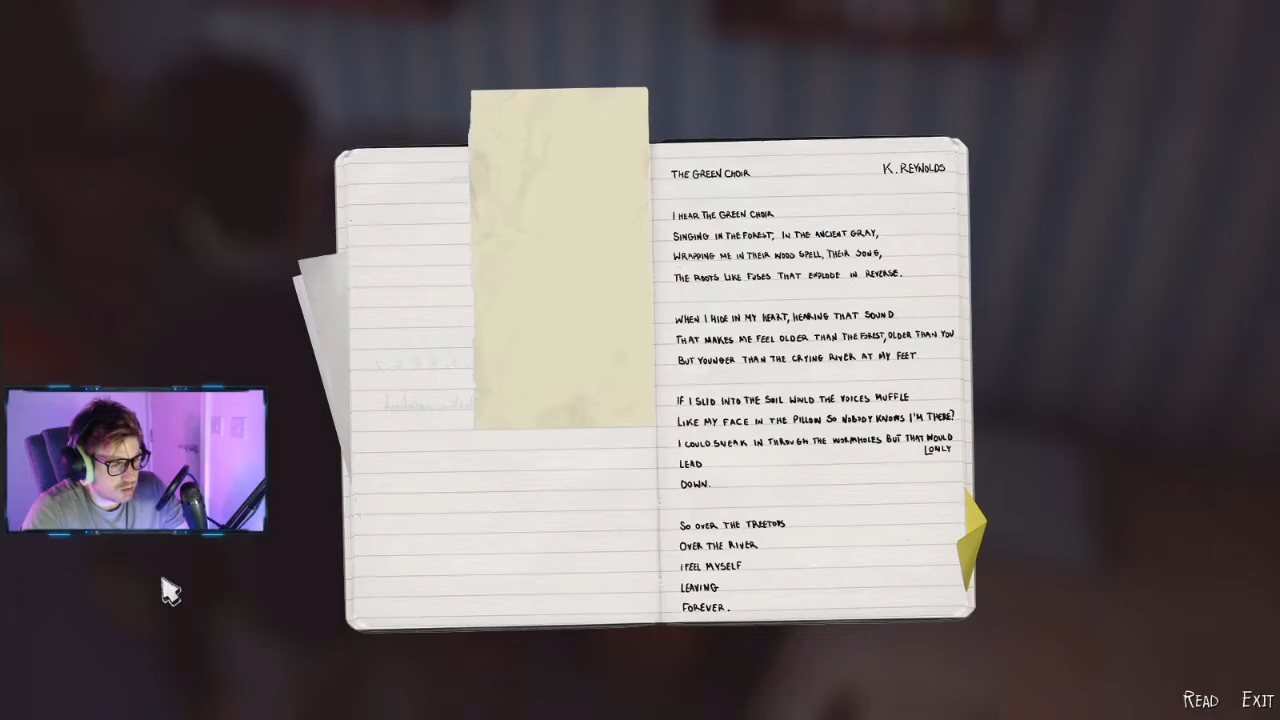 THE GREEN CHOIR
K. REYNOLDS
I HEAR THE GREEN CHOIR
SINGING IN THE FOREST, IN THE ANCIENT GRAY,
WRAPPING ME IN THEIR WOOD SPELL, THEIR SONG,
THE ROOTS LIKE FUSES THAT EXPLODE IN REVERSE.
WHEN I HIDE IN MY HEART, HEARING THAT SOUND
THAT MAKES ME FEEL OLDER THAN THE FOREST, OLDER THAN YOU
BUT YOUNGER THAN THE CRYING RIVER AT MY FEET
IF I SLID INTO THE SOIL WOULD THE VOICES MUFFLE
LIKE MY FACE IN THE PILLOW SO NOBODY KNOWS I'M THERE?
I COULD SNEAK IN THROUGH THE WORMHOLES BUT THAT WOULD
LONLY
LEAD
DOWN.
SO OVER THE TREETOPS
OVER THE RIVER
I FEEL MYSELF
LEAVING
FOREVER.
READ EXIT